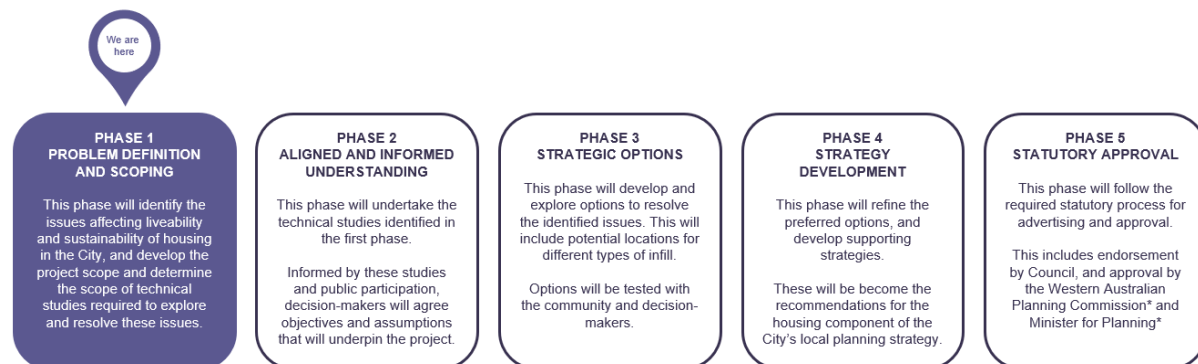 We are
here
PHASE 1
PROBLEM DEFINITION
AND SCOPING
This phase will identify the
issues affecting liveability
and sustainability of housing
in the City, and develop the
project scope and determine
the scope of technical
studies required to explore
and resolve these issues.
PHASE 2
ALIGNED AND INFORMED
UNDERSTANDING
This phase will undertake the
technical studies identified in
the first phase.
Informed by these studies
and public participation,
decision-makers will agree
objectives and assumptions
that will underpin the project.
PHASE 3
STRATEGIC OPTIONS
This phase will develop and
explore options to resolve
the identified issues. This will
include potential locations for
different types of infill.
Options will be tested with
the community and decision-
makers.
PHASE 4
STRATEGY
DEVELOPMENT
This phase will refine the
preferred options, and
develop supporting
strategies.
These will be become the
recommendations for the
housing component of the
City's local planning strategy.
PHASE 5
STATUTORY APPROVAL
This phase will follow the
required statutory process for
advertising and approval.
This includes endorsement
by Council, and approval by
the Western Australian
Planning Commission* and
Minister for Planning*